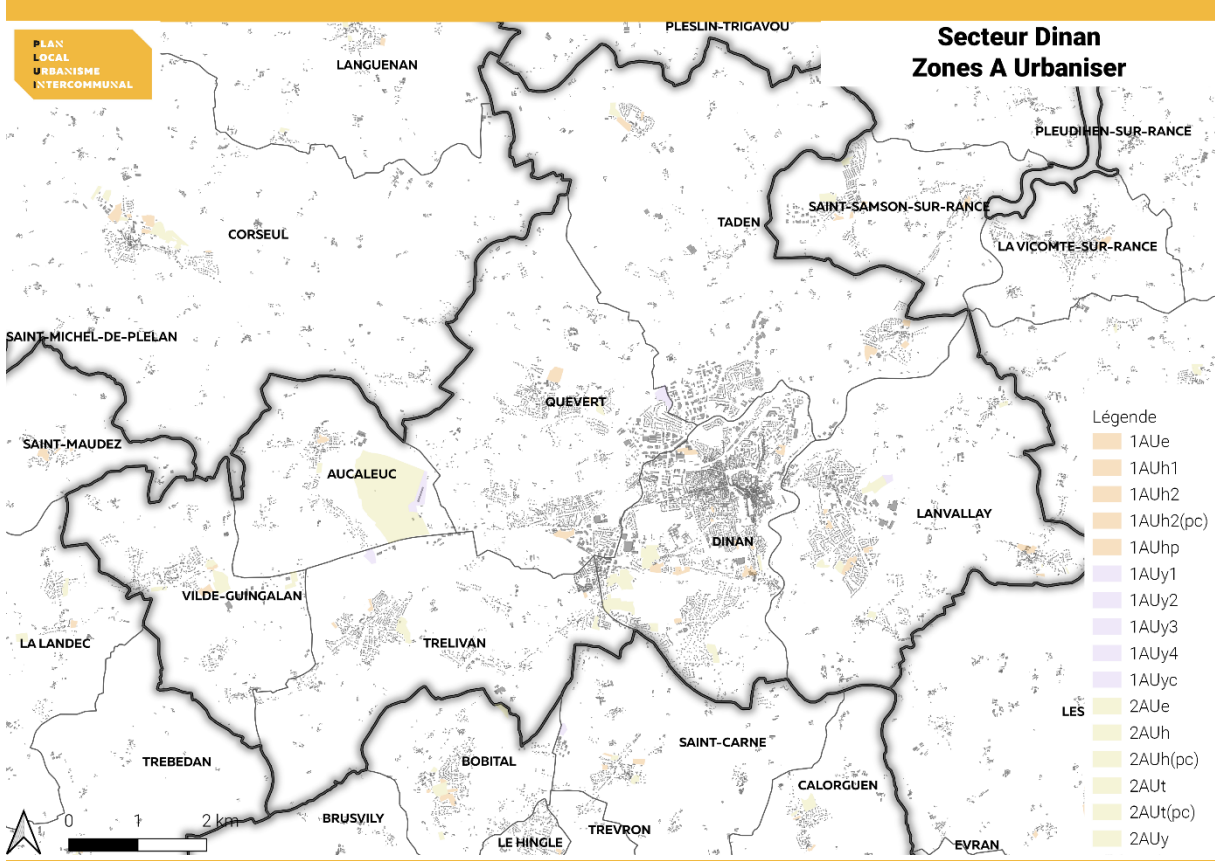 PLAN
LOCAL
URBANISME
INTERCOMMUNAL
Secteur Dinan
Zones A Urbaniser
PLESLIN-TRIGAVOU
LANGUENAN
PLEUDIHEN-SUR-RANCE
SAINT-SAMSON-SUR-RANCE
TADEN
CORSEUL
LA VICOMTE-SUR-RANCE
SAINT-MICHEL-DE-PLELAN
QUEVERT
SAINT-MAUDEZ
AUCALEUC
LANVALLAY
DINAN
VILDE-GUINGALAN
LA LANDEC
TRELIVAN
LES
SAINT-CARNE
TREBEDAN
BOBITAL
CALORGUEN
BRUSVILY
TREVRON
LE HINGLE
EVRAN
Légende
1AUe
1AUh1
1AUh2
1AUh2(pc)
1AUhp
1AUy1
1AUy2
1AUy3
1AUy4
1AUyc
2AUe
2AUh
2AUh(pc)
2AUt
2AUt(pc)
2AUy
0 1 2 km